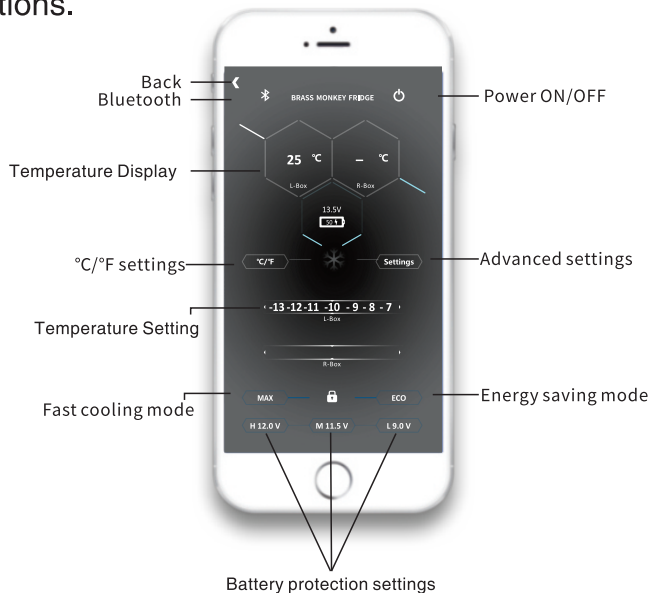 tions.
Back
Bluetooth
BRASS MONKEY FRIDGE
Power ON/OFF
25 °C
– °C
L-Box
R-Box
Temperature Display
13.5V
50
°C/°F settings
°C/°F
Settings
Advanced settings
-13 -12 -11 -10 - 9 - 8 - 7
L-Box
Temperature Setting
R-Box
Fast cooling mode
MAX
ECO
Energy saving mode
H 12.0 V
M 11.5 V
L 9.0 V
Battery protection settings